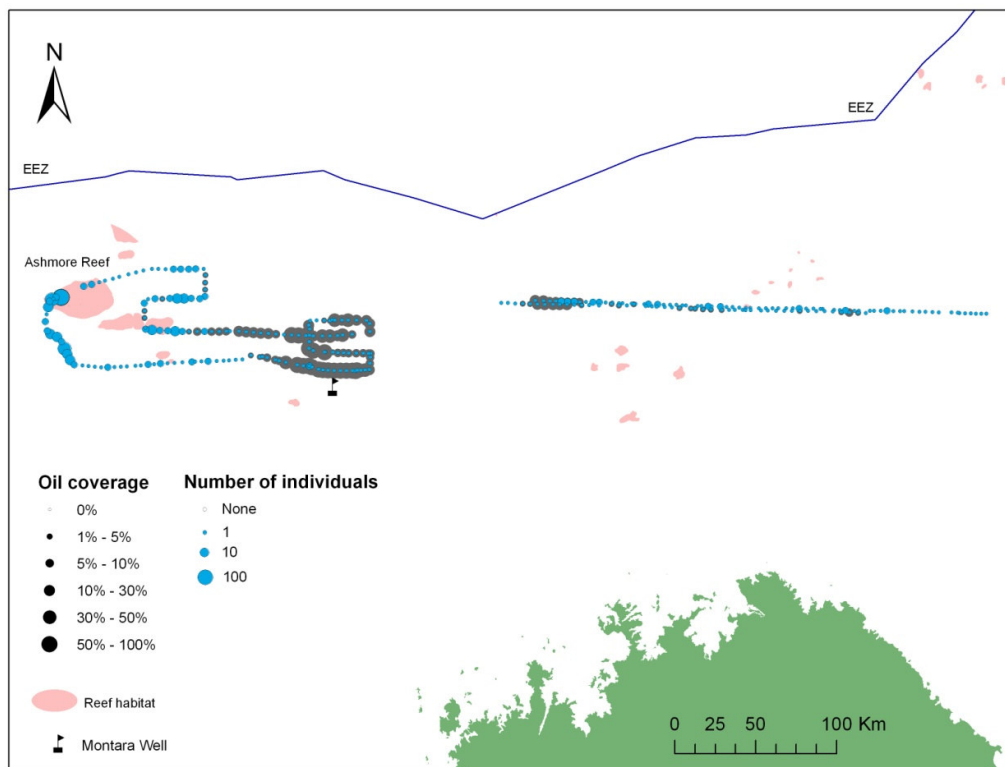 N
EEZ
EEZ
Ashmore Reef
Oil coverage
0%
1% - 5%
5% - 10%
10% - 30%
30% - 50%
50% - 100%
Reef habitat
Montara Well
Number of individuals
None
1
10
100
0 25 50 100 Km